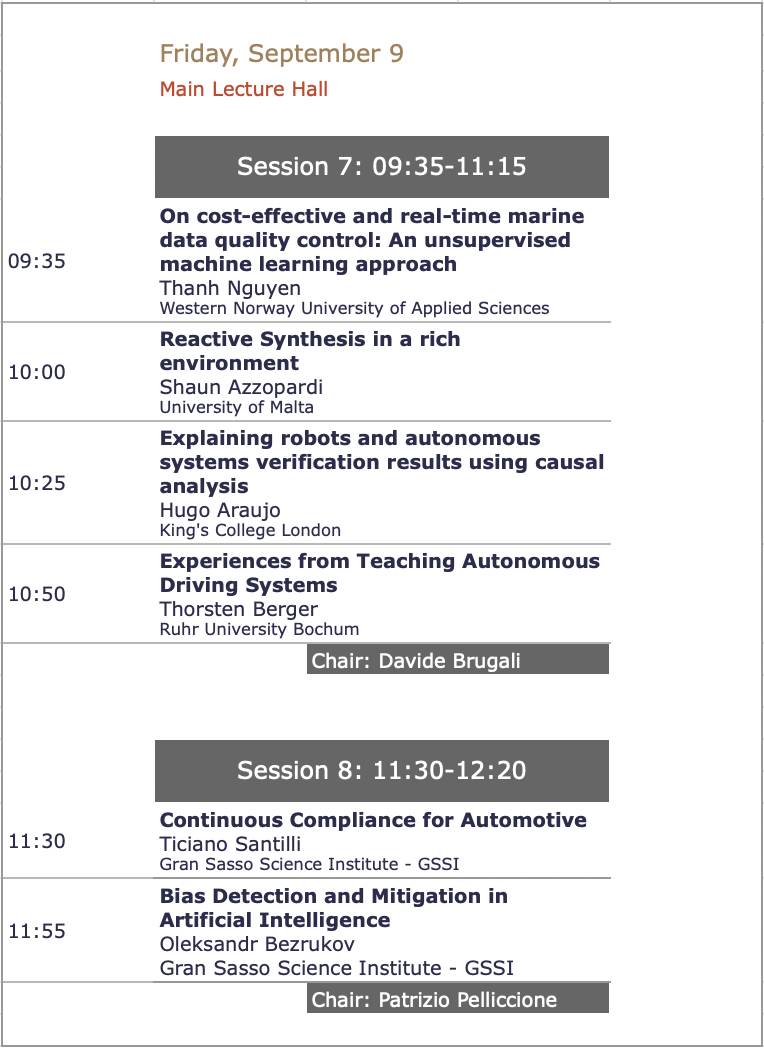 Friday, September 9
Main Lecture Hall
Session 7: 09:35-11:15
09:35
On cost-effective and real-time marine
data quality control: An unsupervised
machine learning approach
Thanh Nguyen
Western Norway University of Applied Sciences
10:00
Reactive Synthesis in a rich
environment
Shaun Azzopardi
University of Malta
10:25
Explaining robots and autonomous
systems verification results using causal
analysis
Hugo Araujo
King's College London
10:50
Experiences from Teaching Autonomous
Driving Systems
Thorsten Berger
Ruhr University Bochum
Chair: Davide Brugali
Session 8: 11:30-12:20
11:30
Continuous Compliance for Automotive
Ticiano Santilli
Gran Sasso Science Institute - GSSI
11:55
Bias Detection and Mitigation in
Artificial Intelligence
Oleksandr Bezrukov
Gran Sasso Science Institute - GSSI
Chair: Patrizio Pelliccione